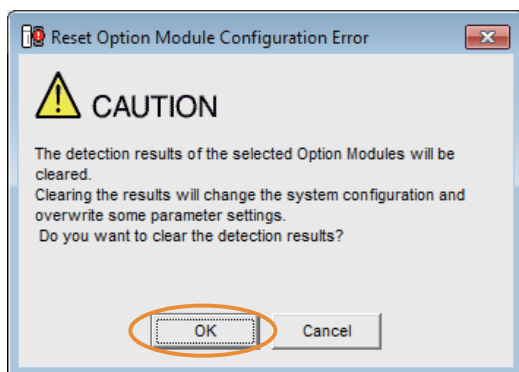 Reset Option Module Configuration Error
CAUTION
The detection results of the selected Option Modules will be
cleared.
Clearing the results will change the system configuration and
overwrite some parameter settings.
Do you want to clear the detection results?
OK
Cancel